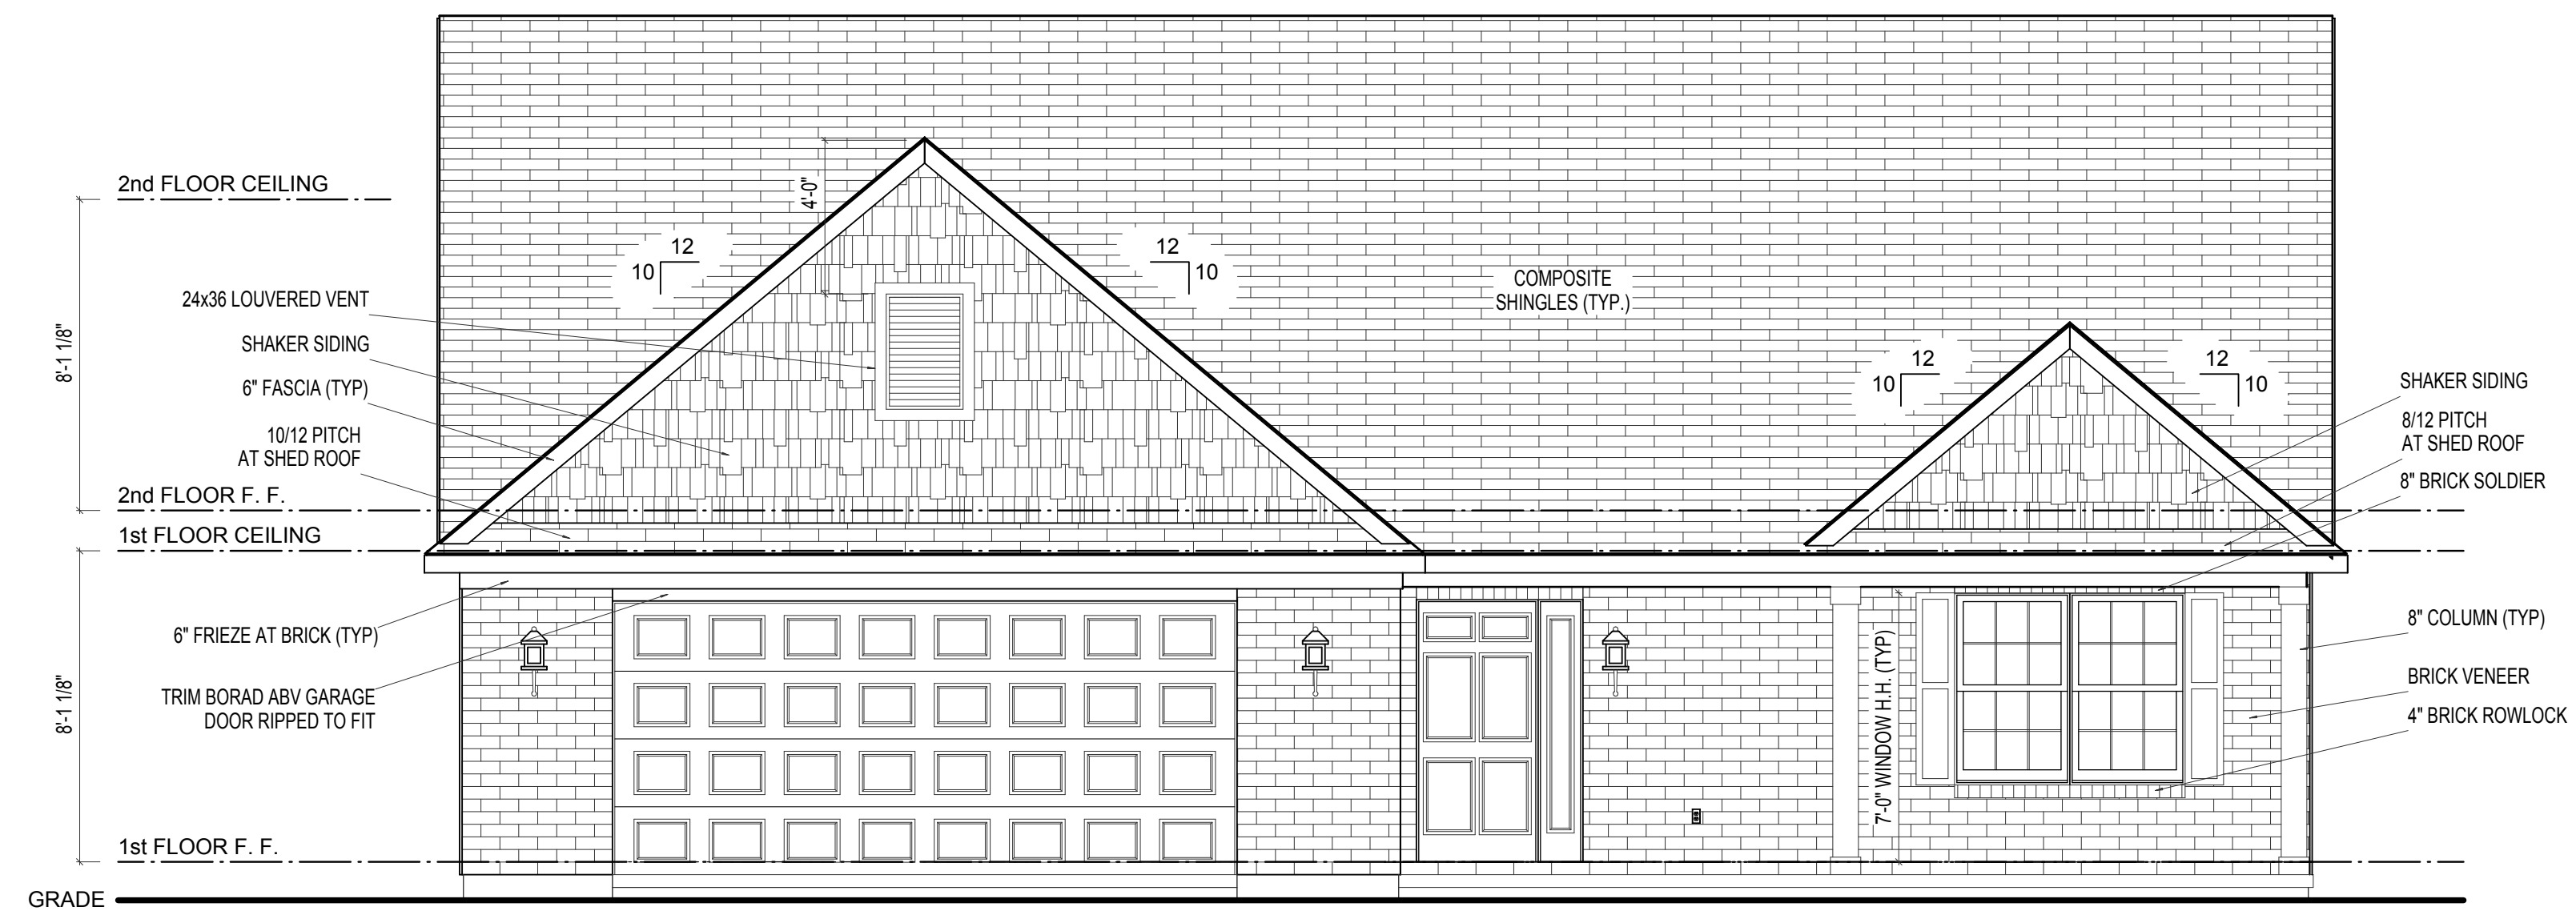 2nd FLOOR CEILING
8'-1 1/8"
24x36 LOUVERED VENT
SHAKER SIDING
6" FASCIA (TYP)
10/12 PITCH
AT SHED ROOF
2nd FLOOR F. F.
1st FLOOR CEILING
8'-1 1/8"
6" FRIEZE AT BRICK (TYP)
TRIM BORAD ABV GARAGE
DOOR RIPPED TO FIT
1st FLOOR F. F.
GRADE
4'-0"
12
10
12
10
COMPOSITE
SHINGLES (TYP.)
12
10
12
10
7'-0" WINDOW H.H. (TYP)
SHAKER SIDING
8/12 PITCH
AT SHED ROOF
8" BRICK SOLDIER
8" COLUMN (TYP)
BRICK VENEER
4" BRICK ROWLOCK